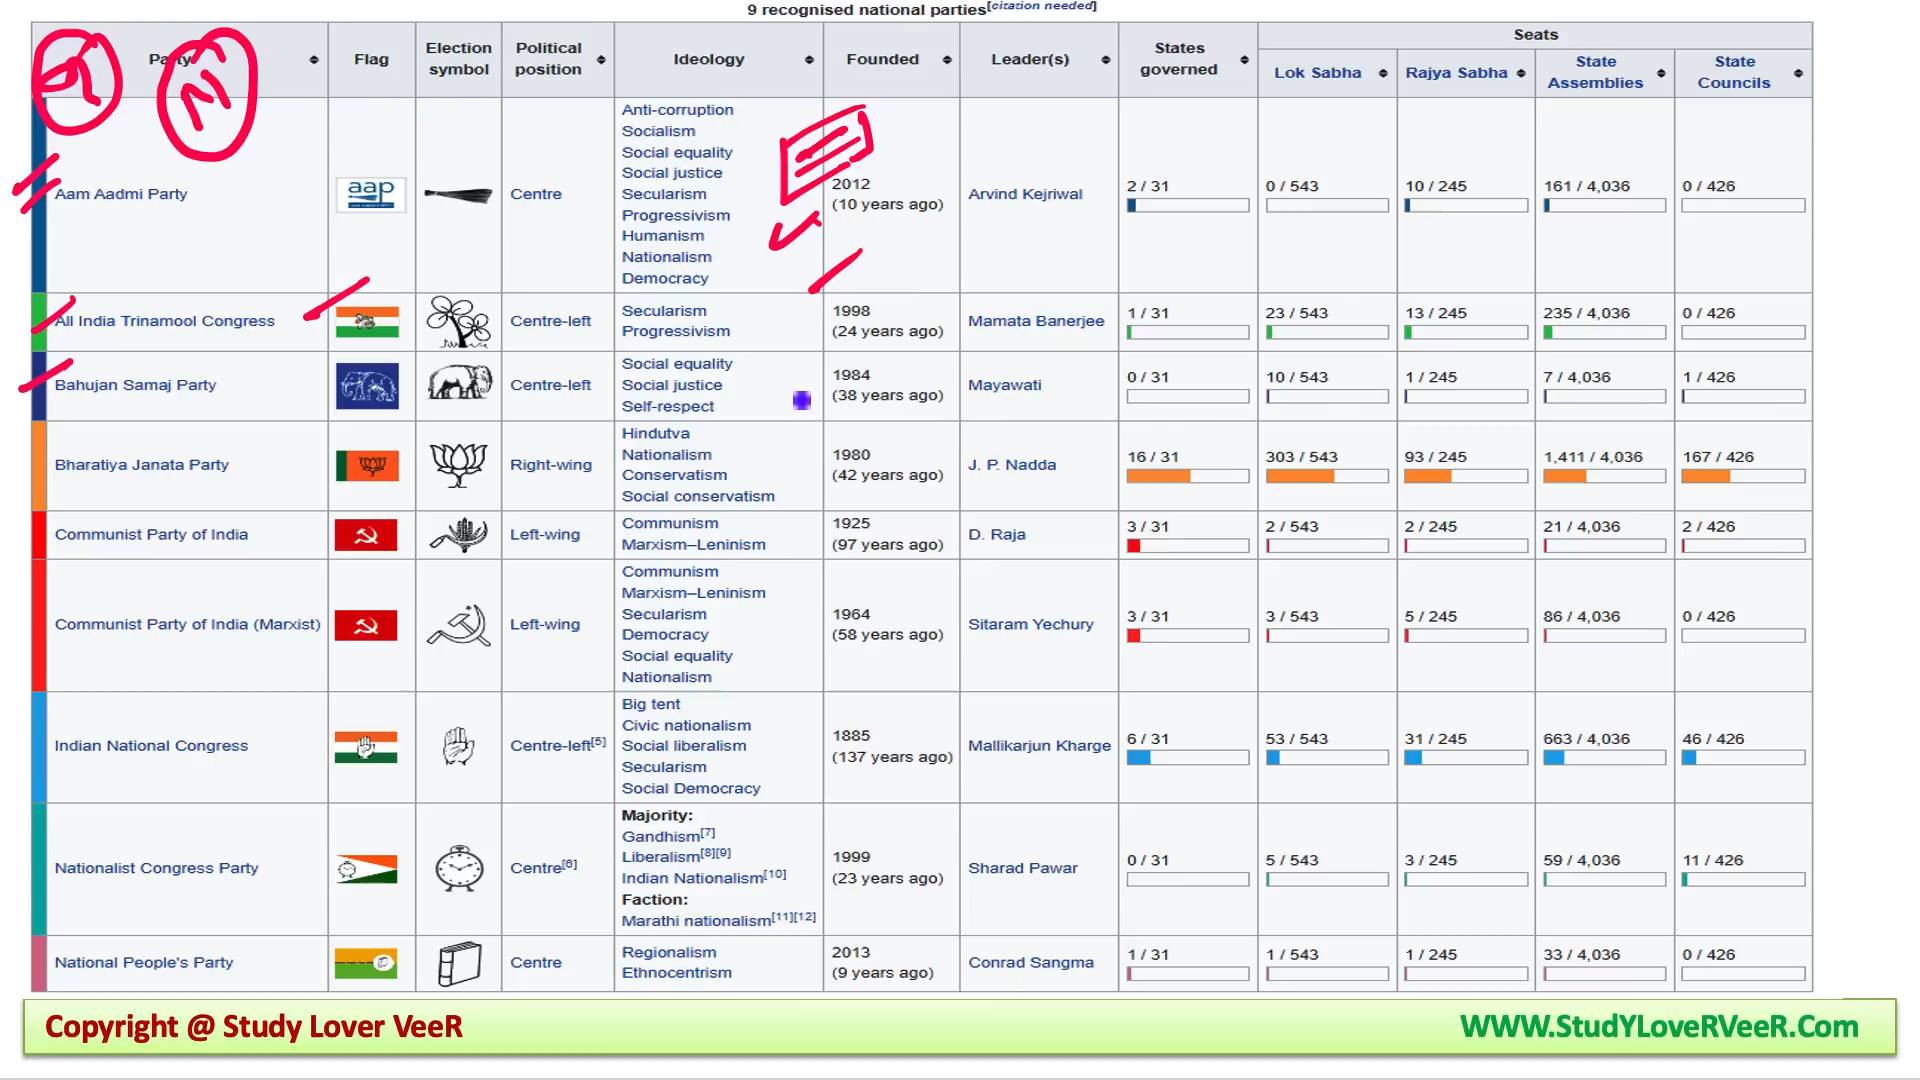 9 recognised national parties[citation needed]
Party Flag Election symbol Political position Ideology Founded Leader(s) States governed Seats
Lok Sabha Rajya Sabha State Assemblies State Councils
Aam Aadmi Party
aap
Centre
Anti-corruption
Socialism
Social equality
Social justice
Secularism
Progressivism
Humanism
Nationalism
Democracy
2012
(10 years ago)
Arvind Kejriwal
2 / 31 0 / 543 10 / 245 161 / 4,036 0 / 426
All India Trinamool Congress
Centre-left
Secularism
Progressivism
1998
(24 years ago)
Mamata Banerjee
1 / 31 23 / 543 13 / 245 235 / 4,036 0 / 426
Bahujan Samaj Party
Centre-left
Social equality
Social justice
Self-respect
1984
(38 years ago)
Mayawati
0 / 31 10 / 543 1 / 245 7 / 4,036 1 / 426
Bharatiya Janata Party
Right-wing
Hindutva
Nationalism
Conservatism
Social conservatism
1980
(42 years ago)
J. P. Nadda
16 / 31 303 / 543 93 / 245 1,411 / 4,036 167 / 426
Communist Party of India
Left-wing
Communism
Marxism–Leninism
1925
(97 years ago)
D. Raja
3 / 31 2 / 543 2 / 245 21 / 4,036 2 / 426
Communist Party of India (Marxist)
Left-wing
Communism
Marxism–Leninism
Secularism
Democracy
Social equality
Nationalism
1964
(58 years ago)
Sitaram Yechury
3 / 31 3 / 543 5 / 245 86 / 4,036 0 / 426
Indian National Congress
Centre-left[5]
Big tent
Civic nationalism
Social liberalism
Secularism
Social Democracy
1885
(137 years ago)
Mallikarjun Kharge
6 / 31 53 / 543 31 / 245 663 / 4,036 46 / 426
Nationalist Congress Party
Centre[6]
Majority:
Gandhism[7]
Liberalism[8][9]
Indian Nationalism[10]
Faction:
Marathi nationalism[11][12]
1999
(23 years ago)
Sharad Pawar
0 / 31 5 / 543 3 / 245 59 / 4,036 11 / 426
National People's Party
Centre
Regionalism
Ethnocentrism
2013
(9 years ago)
Conrad Sangma
1 / 31 1 / 543 1 / 245 33 / 4,036 0 / 426
Copyright @ Study Lover VeeR
WWW.StudYLoveRVeeR.Com